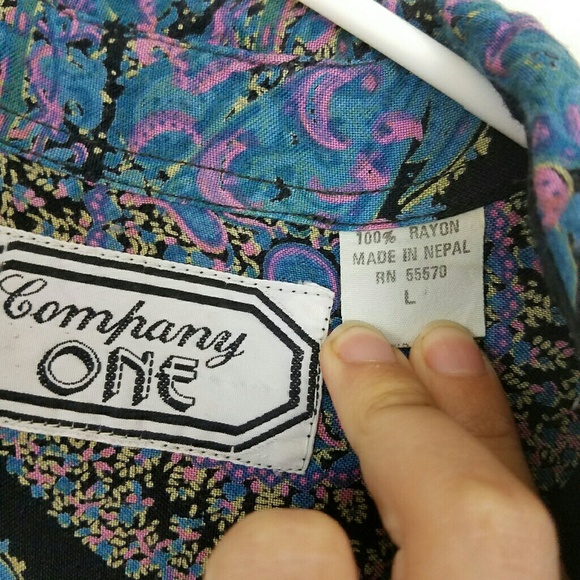 100% RAYON
MADE IN NEPAL
RN 55570
L
Company
ONE